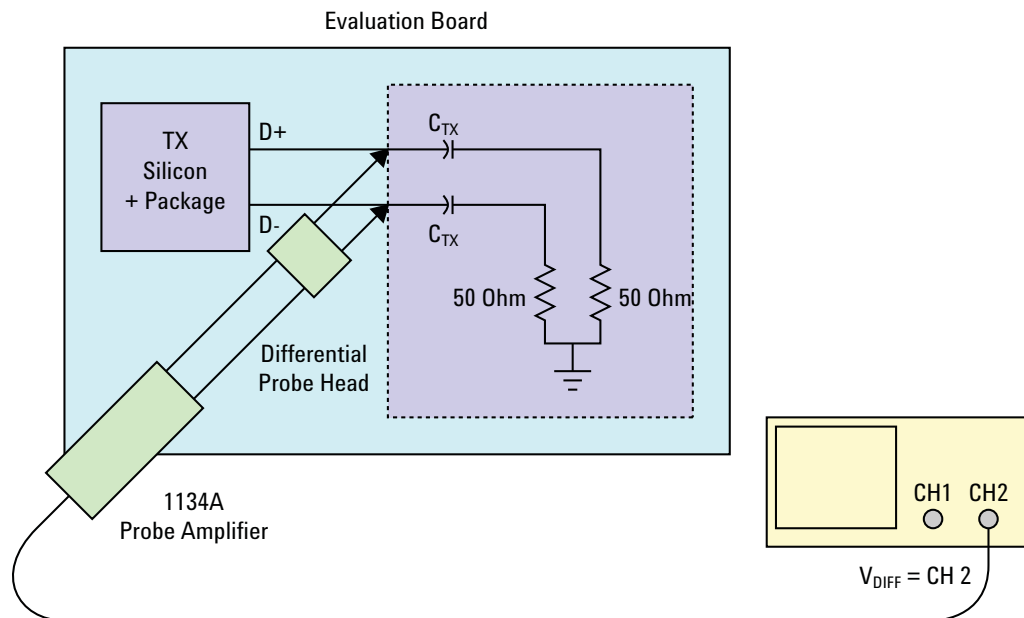 Evaluation Board
TX
Silicon
+ Package
D+
D-
CTX
CTX
50 Ohm
50 Ohm
Differential
Probe Head
1134A
Probe Amplifier
CH1
CH2
VDIFF = CH 2